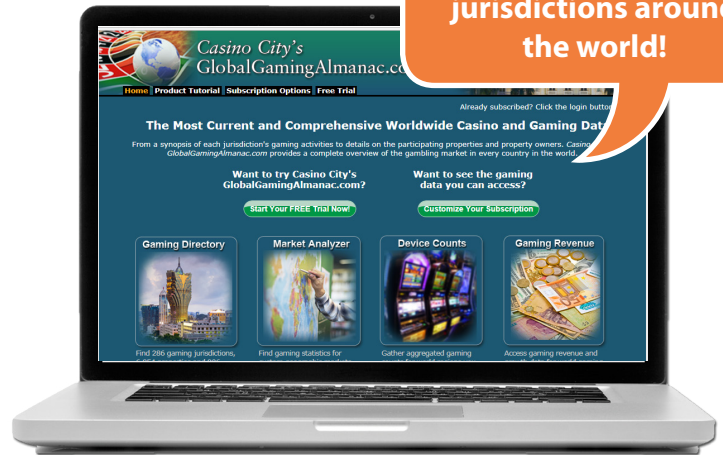 jurisdictions around
the world!
Casino City's
GlobalGamingAlmanac.co
Home Product Tutorial Subscription Options Free Trial
Already subscribed? Click the login button
The Most Current and Comprehensive Worldwide Casino and Gaming Data
From a synopsis of each jurisdiction's gaming activities to details on the participating properties and property owners. Casino
GlobalGamingAlmanac.com provides a complete overview of the gambling market in every country in the world.
Want to try Casino City's
GlobalGamingAlmanac.com?
Start Your FREE Trial Now!
Want to see the gaming
data you can access?
Customize Your Subscription
Gaming Directory
Find 286 gaming jurisdictions,
Market Analyzer
Find gaming statistics for
Device Counts
Gather aggregated gaming
Gaming Revenue
Access gaming revenue and